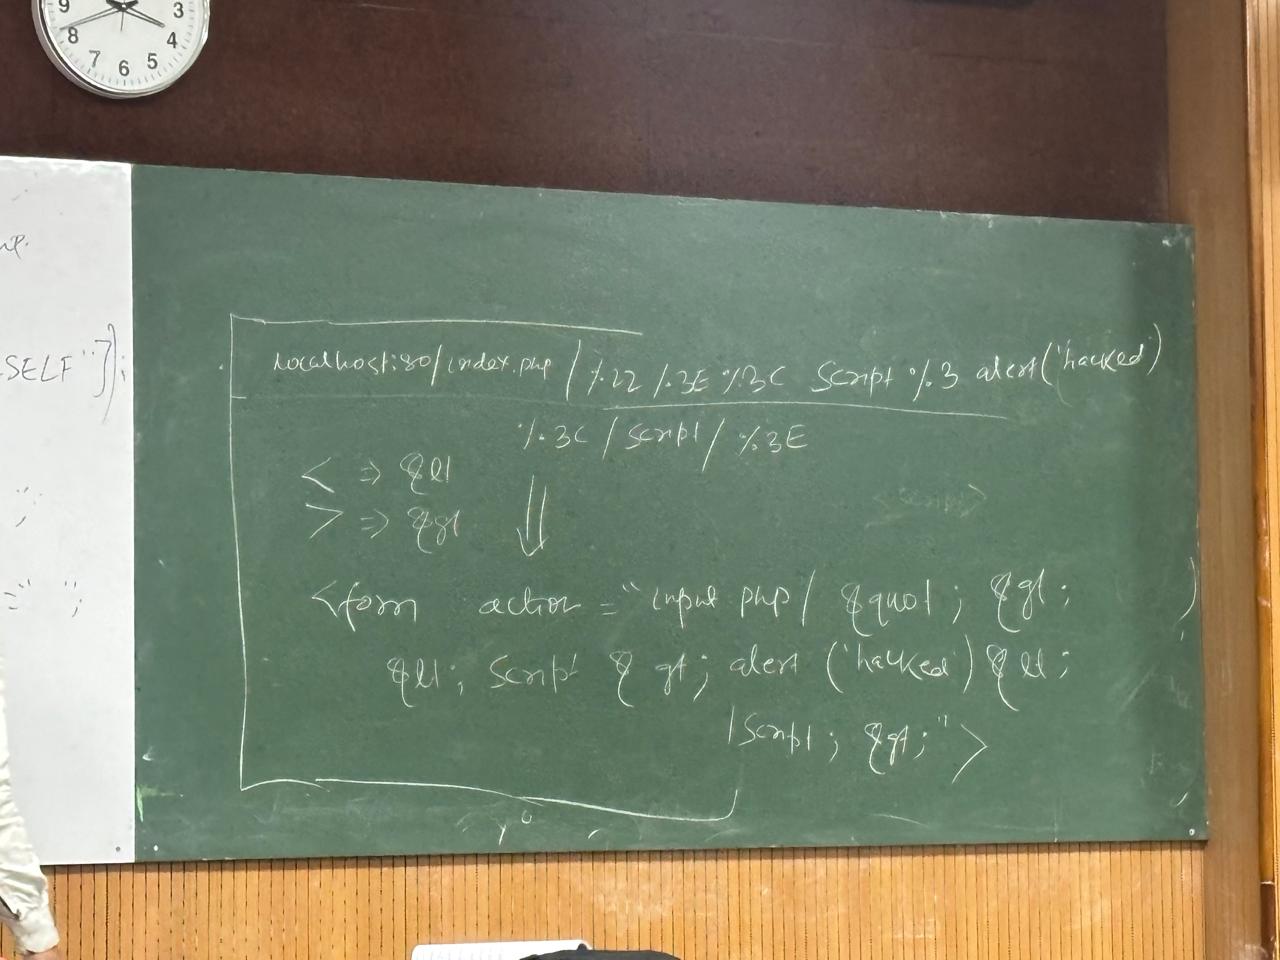 9 3
8 4
7 6 5
SELF"]);
";
=" ";
localhost:80/index.php/%22%3E%3C Script %3 alert('hacked)
%3C/script/%3E
< => &lt
> => &gt
<script>
<form action="input php/&quot; &gt;
&lt; Script &gt; alert('hacked)&lt;
/Script; &gt;">